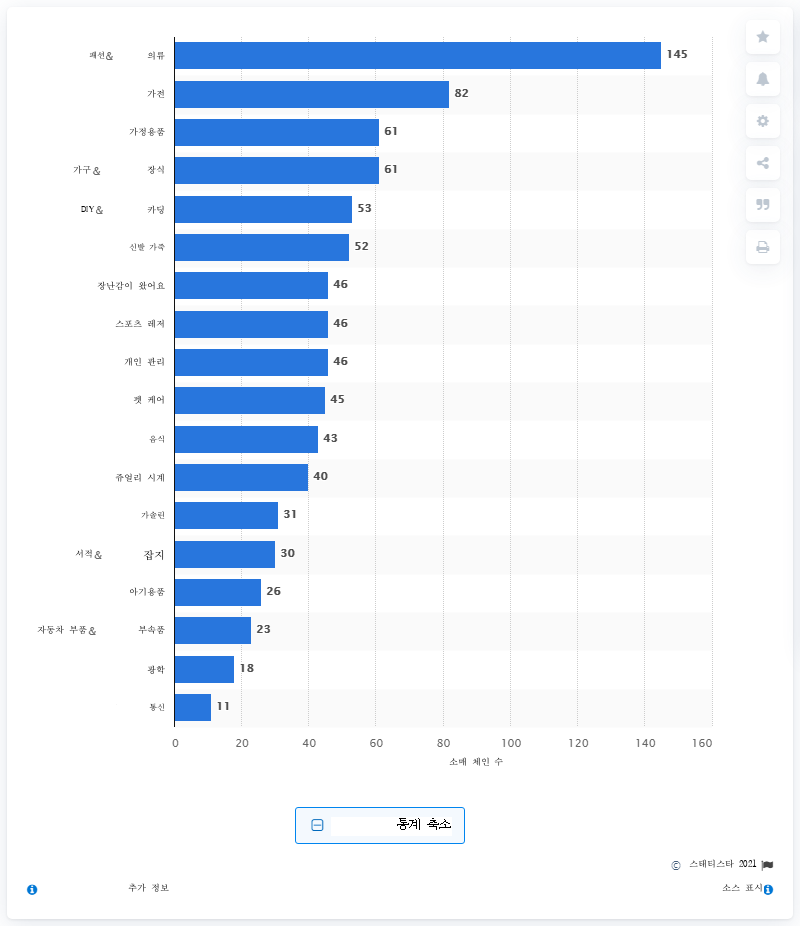 패션& 의류 145
가전 82
가정용품 61
가구& 장식 61
DIY& 카딩 53
신발 가죽 52
장난감이 왔어요 46
스포츠 레저 46
개인 관리 46
펫 케어 45
음식 43
쥬얼리 시계 40
가솔린 31
서적& 잡지 30
아기용품 26
자동차 부품& 부속품 23
광학 18
통신 11
0 20 40 60 80 100 120 140 160
소매 체인 수
통계 축소
© 스태티스타 2021
추가 정보 소스 표시